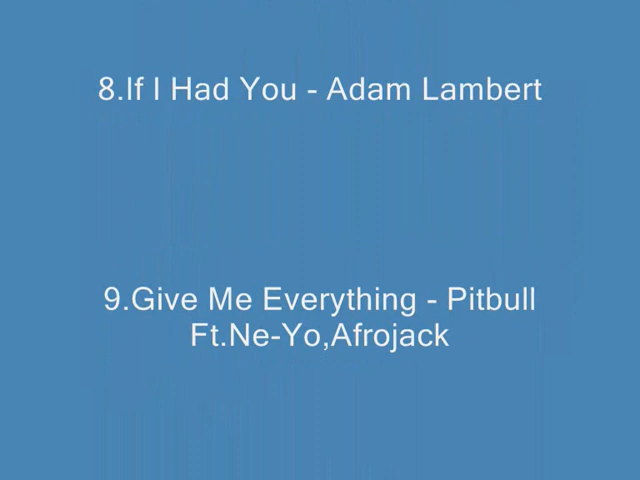 8.If I Had You - Adam Lambert
9.Give Me Everything - Pitbull
Ft.Ne-Yo,Afrojack